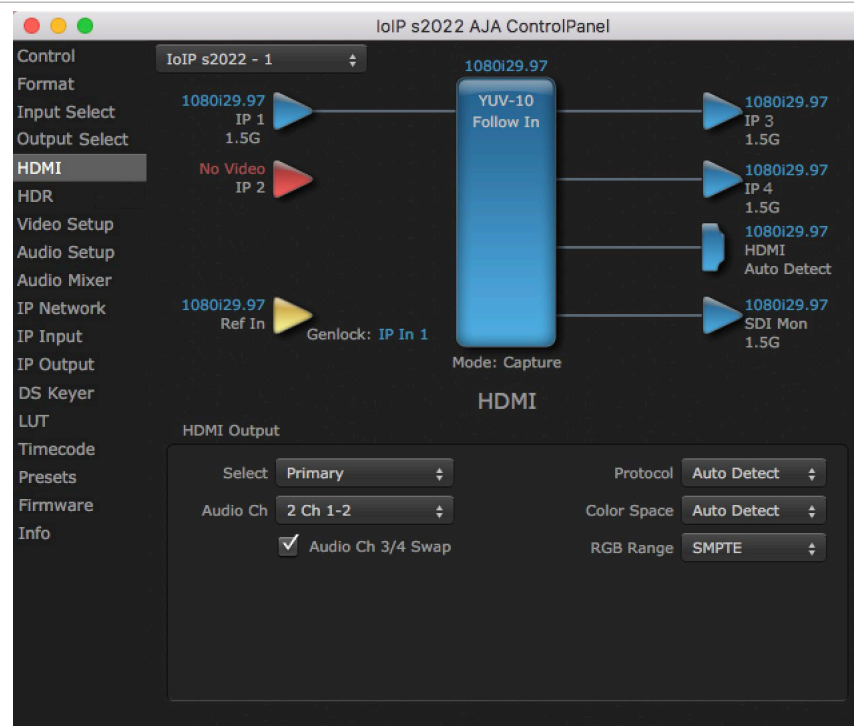 IoIP s2022 AJA ControlPanel
Control
Format
Input Select
Output Select
HDMI
HDR
Video Setup
Audio Setup
Audio Mixer
IP Network
IP Input
IP Output
DS Keyer
LUT
Timecode
Presets
Firmware
Info
IoIP s2022 - 1
1080i29.97
YUV-10
Follow In
1080i29.97
IP 1
1.5G
No Video
IP 2
1080i29.97
Ref In
Genlock: IP In 1
Mode: Capture
1080i29.97
IP 3
1.5G
1080i29.97
IP 4
1.5G
1080i29.97
HDMI
Auto Detect
1080i29.97
SDI Mon
1.5G
HDMI
HDMI Output
Select Primary
Audio Ch 2 Ch 1-2
Audio Ch 3/4 Swap
Protocol Auto Detect
Color Space Auto Detect
RGB Range SMPTE